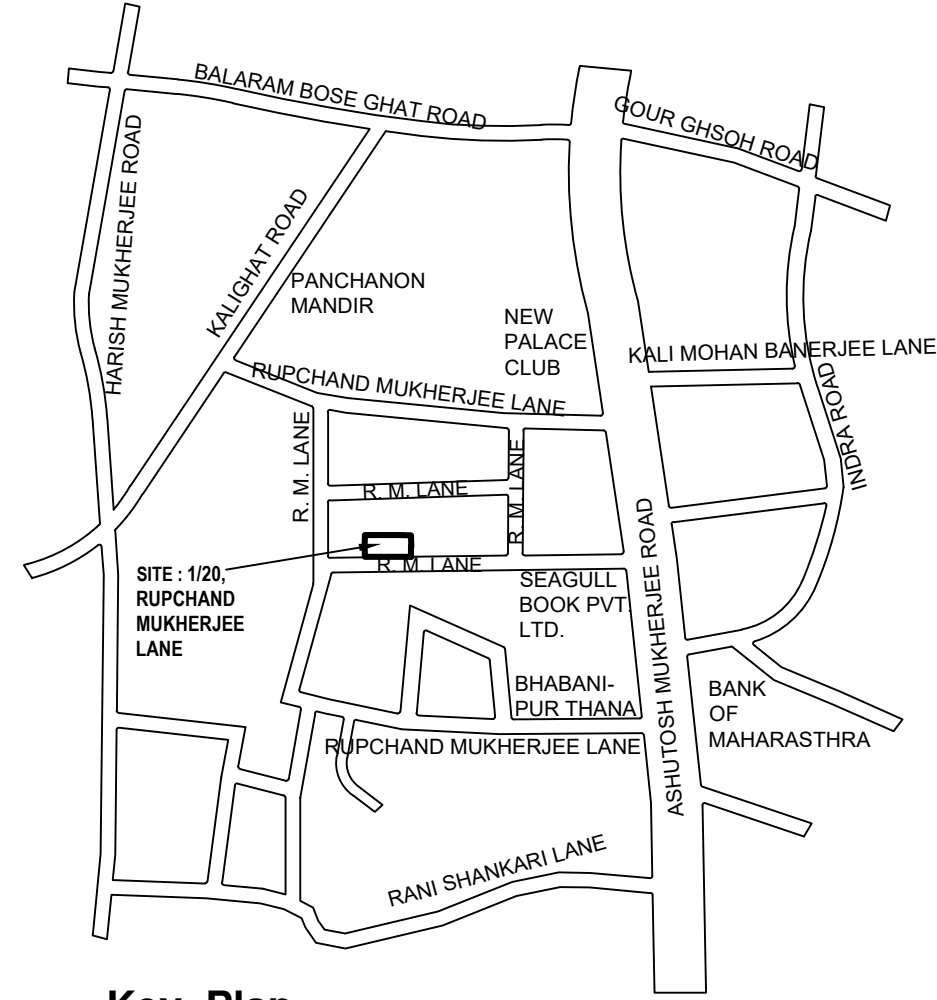 BALARAM BOSE GHAT ROAD
GOUR GHSOH ROAD
HARISH MUKHERJEE ROAD
KALIGHAT ROAD
PANCHANON
MANDIR
NEW
PALACE
CLUB
KALI MOHAN BANERJEE LANE
RUPCHAND MUKHERJEE LANE
INDRA ROAD
R. M. LANE
R. M. LANE
R. M. LANE
R. M. LANE
SITE : 1/20,
RUPCHAND
MUKHERJEE
LANE
SEAGULL
BOOK PVT.
LTD.
ASHUTOSH MUKHERJEE ROAD
BHABANI-
PUR THANA
BANK
OF
MAHARASTHRA
RUPCHAND MUKHERJEE LANE
RANI SHANKARI LANE
Key Plan